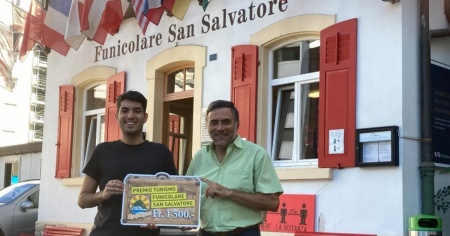 Funicolare San Salvatore
PREMIO TURISMO
FUNICOLARE
SAN SALVATORE
Fr. 1'500.-
LA DISTANZA